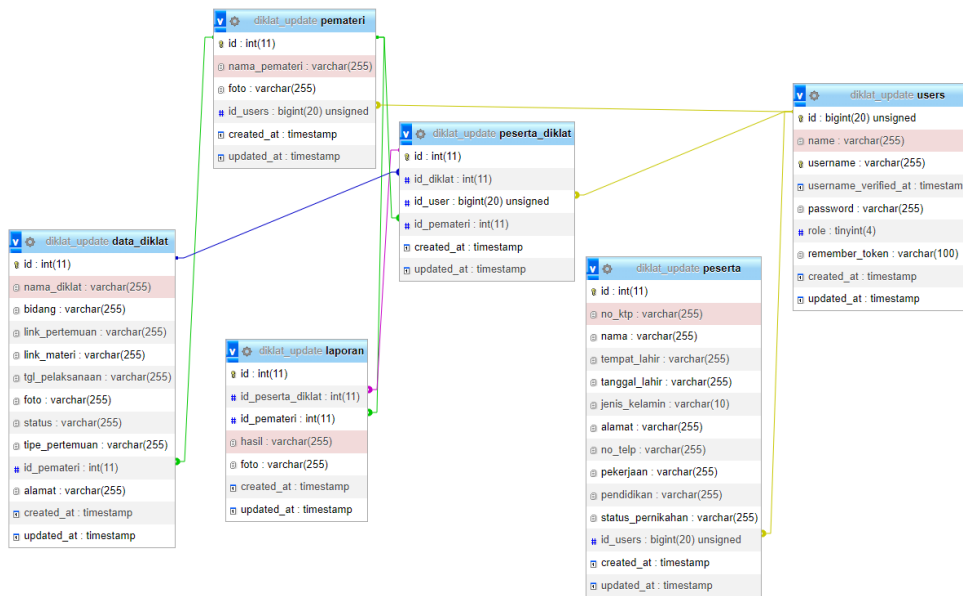 diklat_update pemateri
id : int(11)
nama_pemateri : varchar(255)
foto : varchar(255)
id_users : bigint(20) unsigned
created_at : timestamp
updated_at : timestamp
diklat_update users
id : bigint(20) unsigned
name : varchar(255)
username : varchar(255)
username_verified_at : timestam
password : varchar(255)
role : tinyint(4)
remember_token : varchar(100)
created_at : timestamp
updated_at : timestamp
diklat_update peserta_diklat
id : int(11)
id_diklat : int(11)
id_user : bigint(20) unsigned
id_pemateri : int(11)
created_at : timestamp
updated_at : timestamp
diklat_update data_diklat
id : int(11)
nama_diklat : varchar(255)
bidang : varchar(255)
link_pertemuan : varchar(255)
link_materi : varchar(255)
tgl_pelaksanaan : varchar(255)
foto : varchar(255)
status : varchar(255)
tipe_pertemuan : varchar(255)
id_pemateri : int(11)
alamat : varchar(255)
created_at : timestamp
updated_at : timestamp
diklat_update peserta
id : int(11)
no_ktp : varchar(255)
nama : varchar(255)
tempat_lahir : varchar(255)
tanggal_lahir : varchar(255)
jenis_kelamin : varchar(10)
alamat : varchar(255)
no_telp : varchar(255)
pekerjaan : varchar(255)
pendidikan : varchar(255)
status_pernikahan : varchar(255)
id_users : bigint(20) unsigned
created_at : timestamp
updated_at : timestamp
diklat_update laporan
id : int(11)
id_peserta_diklat : int(11)
id_pemateri : int(11)
hasil : varchar(255)
foto : varchar(255)
created_at : timestamp
updated_at : timestamp